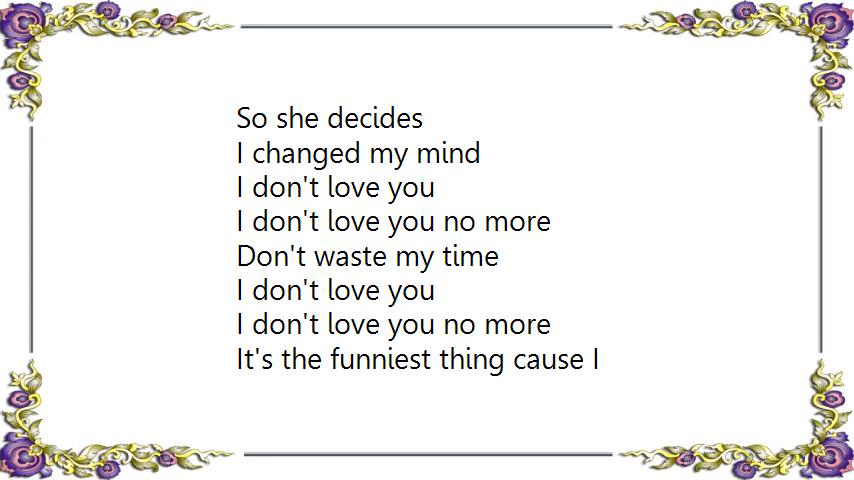 So she decides
I changed my mind
I don't love you
I don't love you no more
Don't waste my time
I don't love you
I don't love you no more
It's the funniest thing cause I